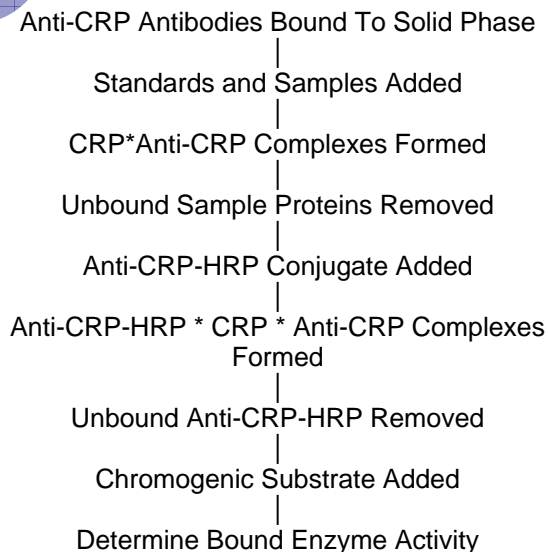 Anti-CRP Antibodies Bound To Solid Phase
Standards and Samples Added
CRP*Anti-CRP Complexes Formed
Unbound Sample Proteins Removed
Anti-CRP-HRP Conjugate Added
Anti-CRP-HRP * CRP * Anti-CRP Complexes
Formed
Unbound Anti-CRP-HRP Removed
Chromogenic Substrate Added
Determine Bound Enzyme Activity